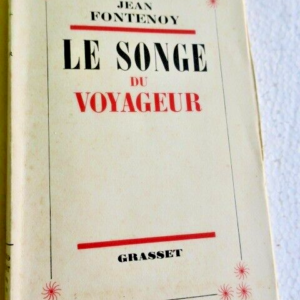 JEAN
FONTENOY
LE SONGE
DU
VOYAGEUR
GRASSET